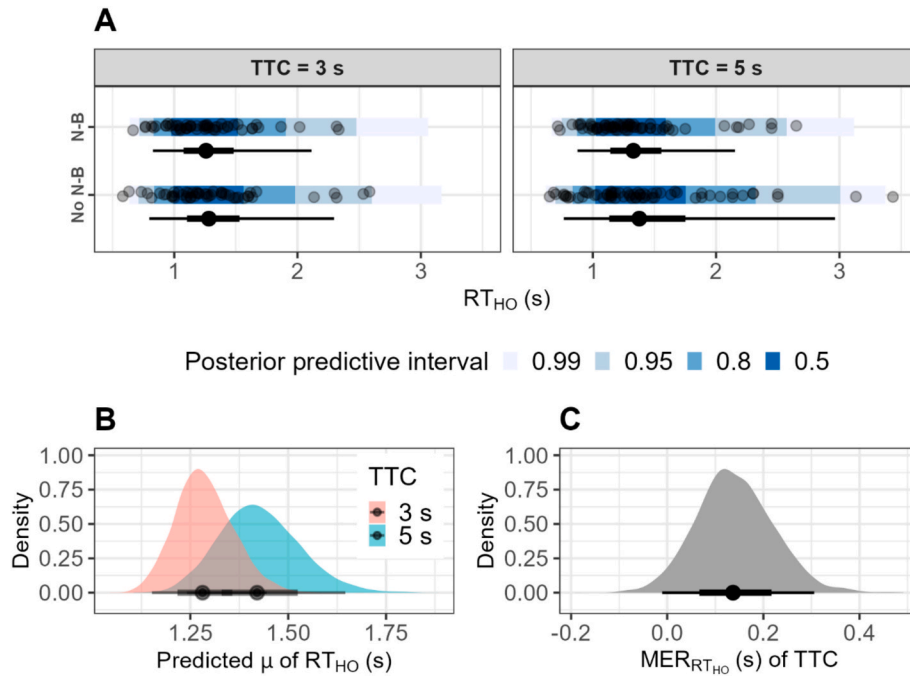 A
TTC = 3 s
TTC = 5 s
N-B
No N-B
1 2 3
1 2 3
RT_HO (s)
Posterior predictive interval 0.99 0.95 0.8 0.5
B
1.00
0.75
0.50
0.25
0.00
Density
TTC
3 s
5 s
1.25 1.50 1.75
Predicted μ of RT_HO (s)
C
1.00
0.75
0.50
0.25
0.00
Density
-0.2 0.0 0.2 0.4
MER_RT_HO (s) of TTC